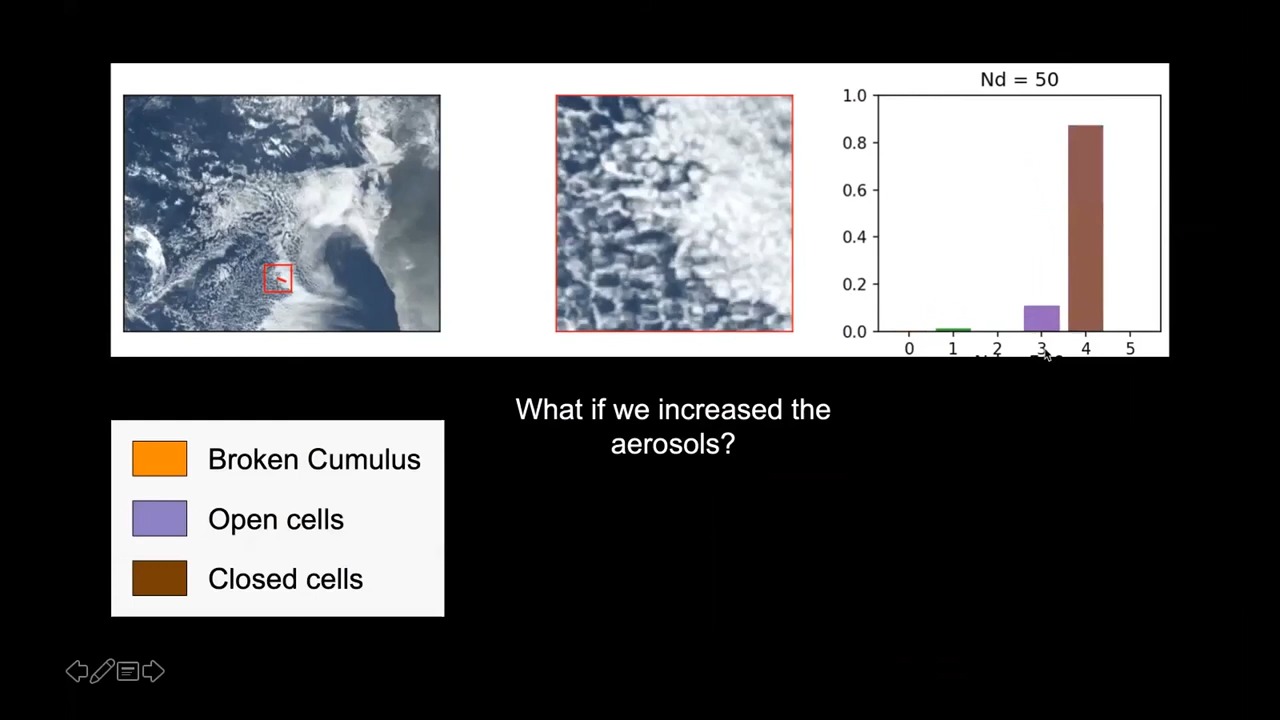 Nd = 50
1.0
0.8
0.6
0.4
0.2
0.0
0 1 2 3 4 5
What if we increased the
aerosols?
Broken Cumulus
Open cells
Closed cells